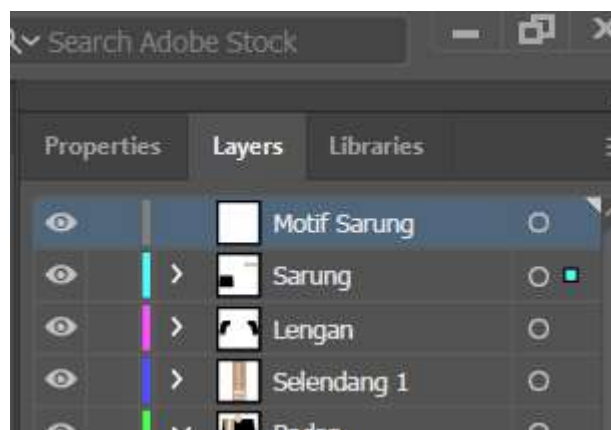 Search Adobe Stock
Properties Layers Libraries
Motif Sarung
Sarung
Lengan
Selendang 1